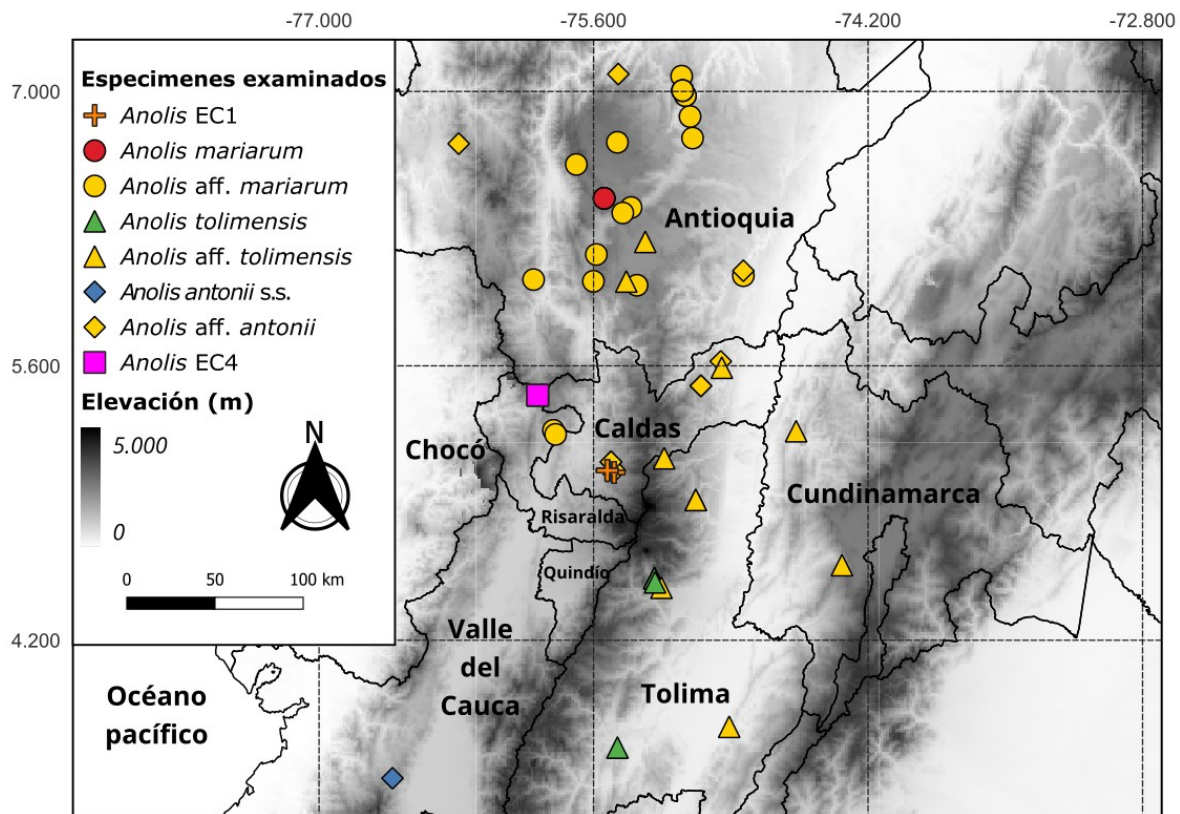 -77.000
-75.600
-74.200
-72.800
7.000
5.600
4.200
Especimenes examinados
Anolis EC1
Anolis mariarum
Anolis aff. mariarum
Anolis tolimensis
Anolis aff. tolimensis
Anolis antonii s.s.
Anolis aff. antonii
Anolis EC4
Elevación (m)
5.000
0
N
0 50 100 km
Antioquia
Chocó
Caldas
Cundinamarca
Risaralda
Quindío
Valle
del
Cauca
Tolima
Océano
pacífico